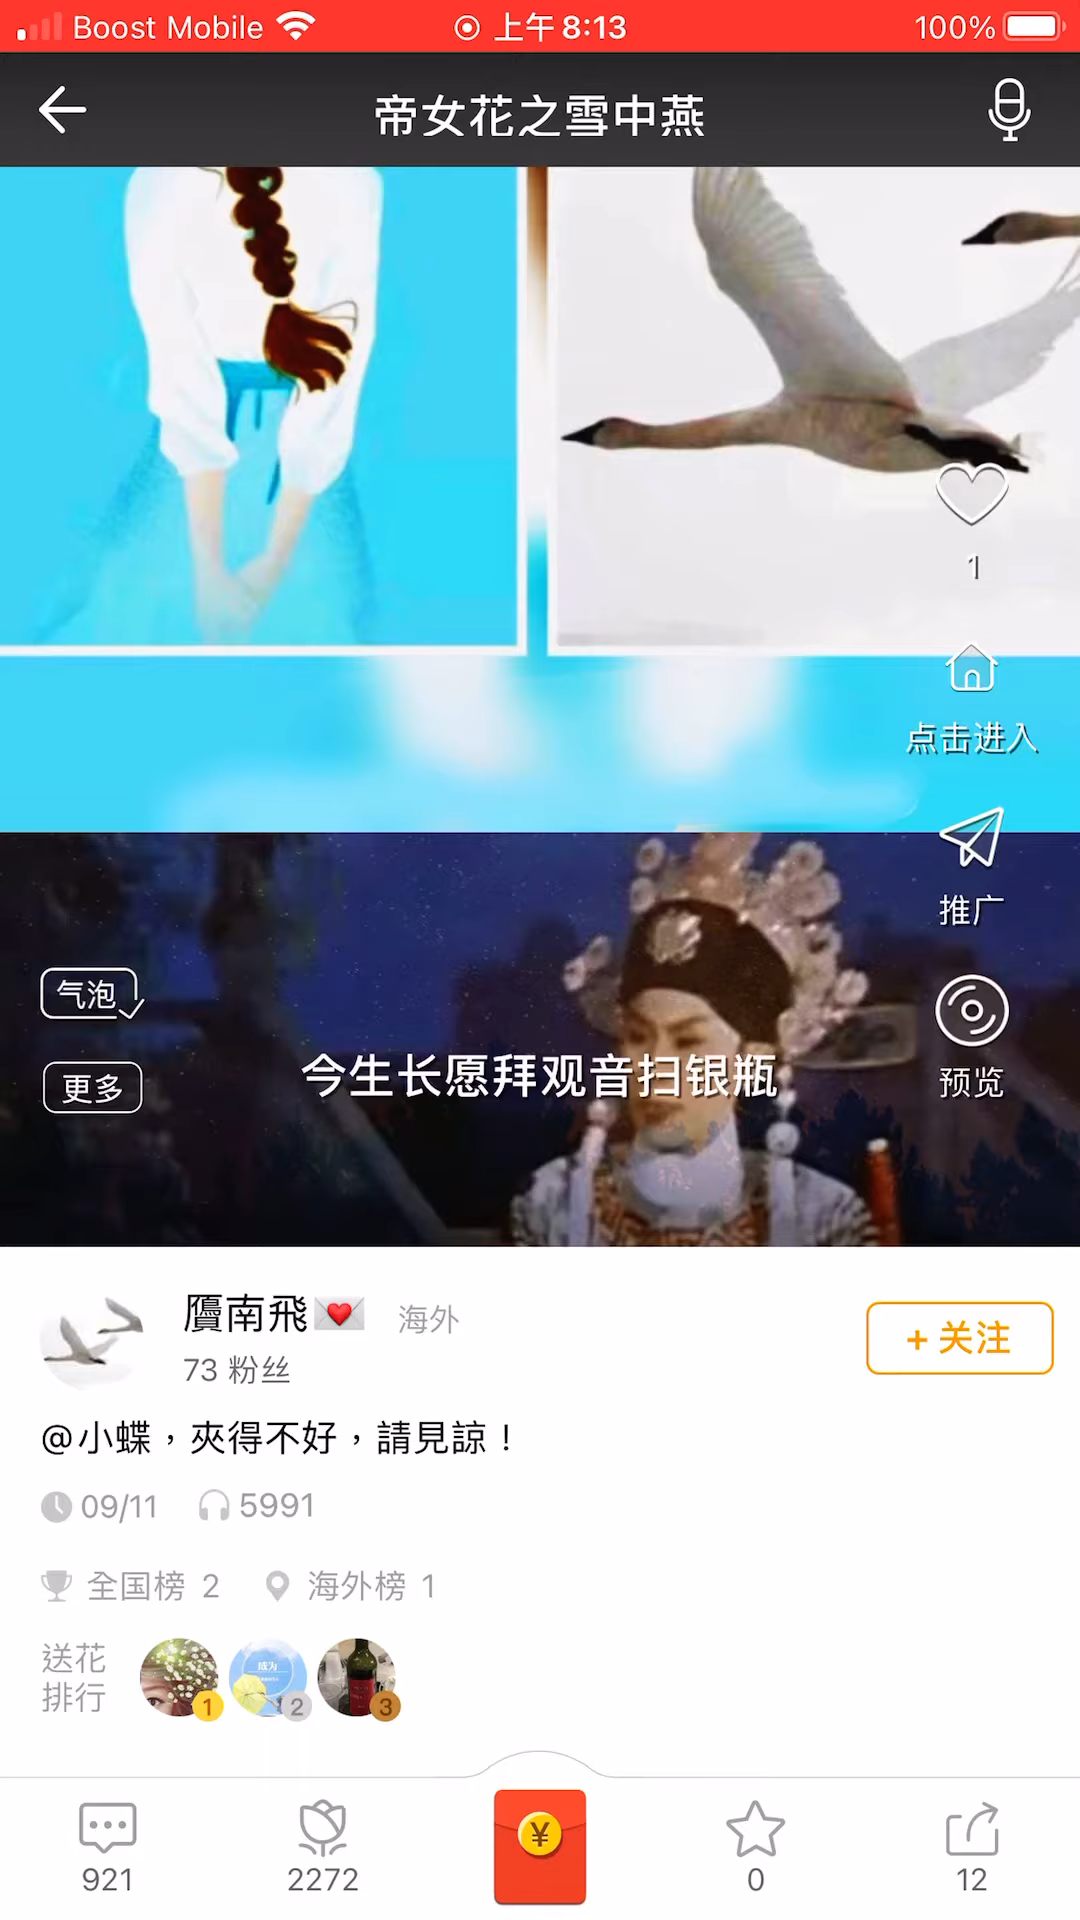 Boost Mobile 上午 8:13 100%
帝女花之雪中燕
1
点击进入
推广
气泡
今生长愿拜观音扫银瓶
更多
预览
贋南飛💌 海外
73 粉丝
+ 关注
@小蝶，夾得不好，請見諒！
09/11 5991
全国榜 2 海外榜 1
送花
排行
成为
1 2 3
¥
921 2272 0 12